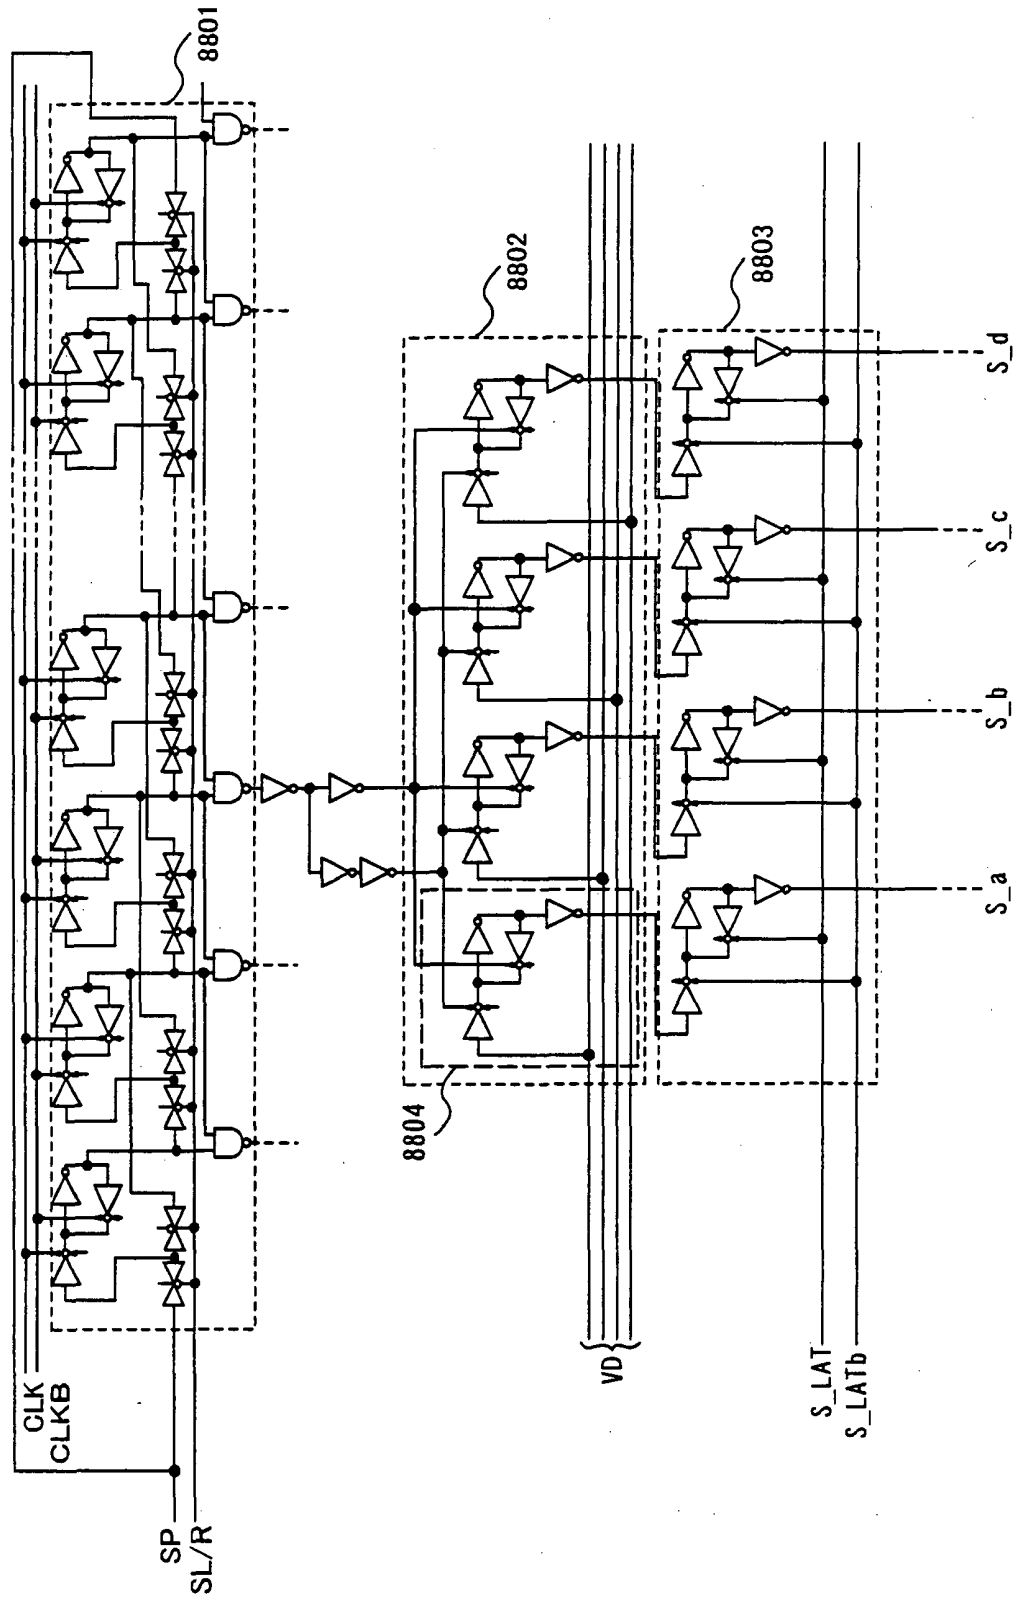 8801
CLK
CLKB
SP
SL/R
8802
8804
VD
8803
S_LAT
S_LATb
S_a
S_b
S_c
S_d